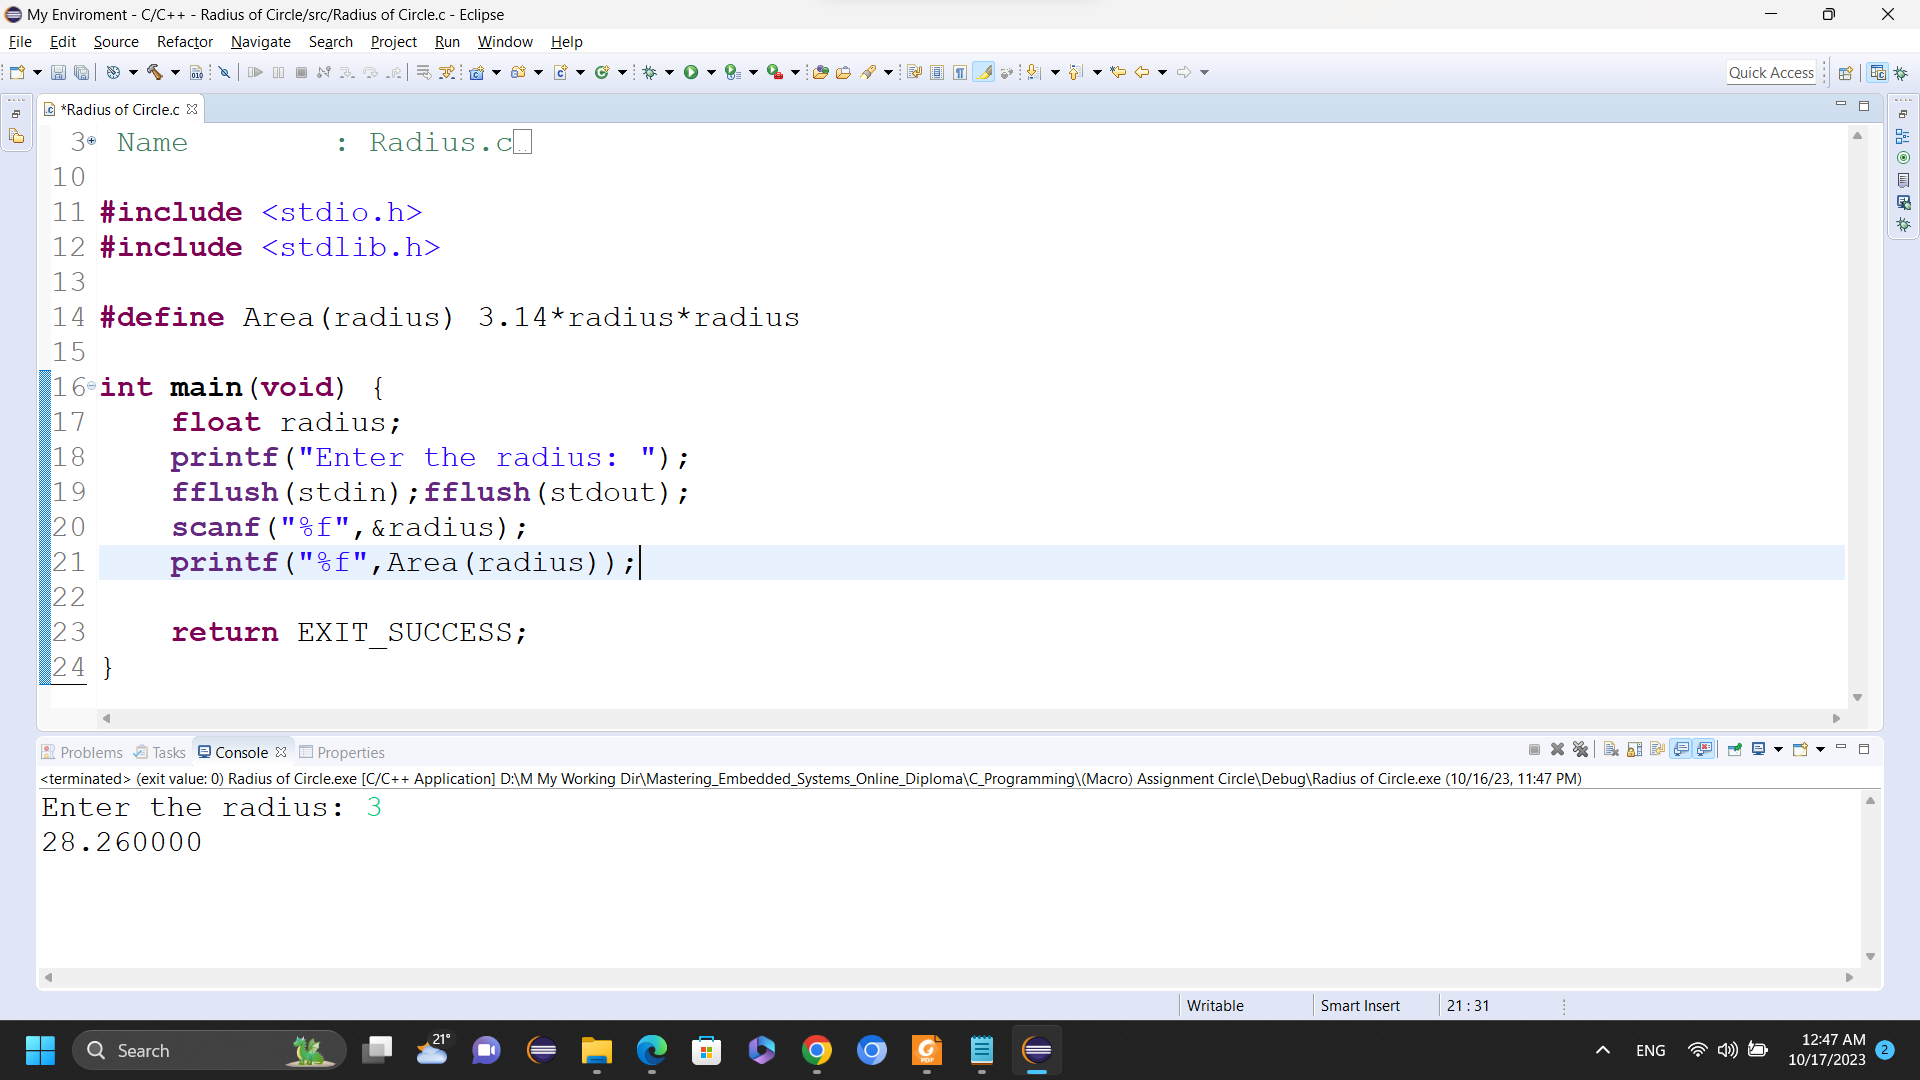 My Enviroment - C/C++ - Radius of Circle/src/Radius of Circle.c - Eclipse
File Edit Source Refactor Navigate Search Project Run Window Help
Quick Access
*Radius of Circle.c
3 Name : Radius.c
10
11 #include <stdio.h>
12 #include <stdlib.h>
13
14 #define Area(radius) 3.14*radius*radius
15
16 int main(void) {
17 float radius;
18 printf("Enter the radius: ");
19 fflush(stdin);fflush(stdout);
20 scanf("%f",&radius);
21 printf("%f",Area(radius));
22
23 return EXIT_SUCCESS;
24 }
Problems Tasks Console Properties
<terminated> (exit value: 0) Radius of Circle.exe [C/C++ Application] D:\M My Working Dir\Mastering_Embedded_Systems_Online_Diploma\C_Programming\(Macro) Assignment Circle\Debug\Radius of Circle.exe (10/16/23, 11:47 PM)
Enter the radius: 3
28.260000
Writable Smart Insert 21 : 31
Search 21° PDF ENG 12:47 AM 2
10/17/2023